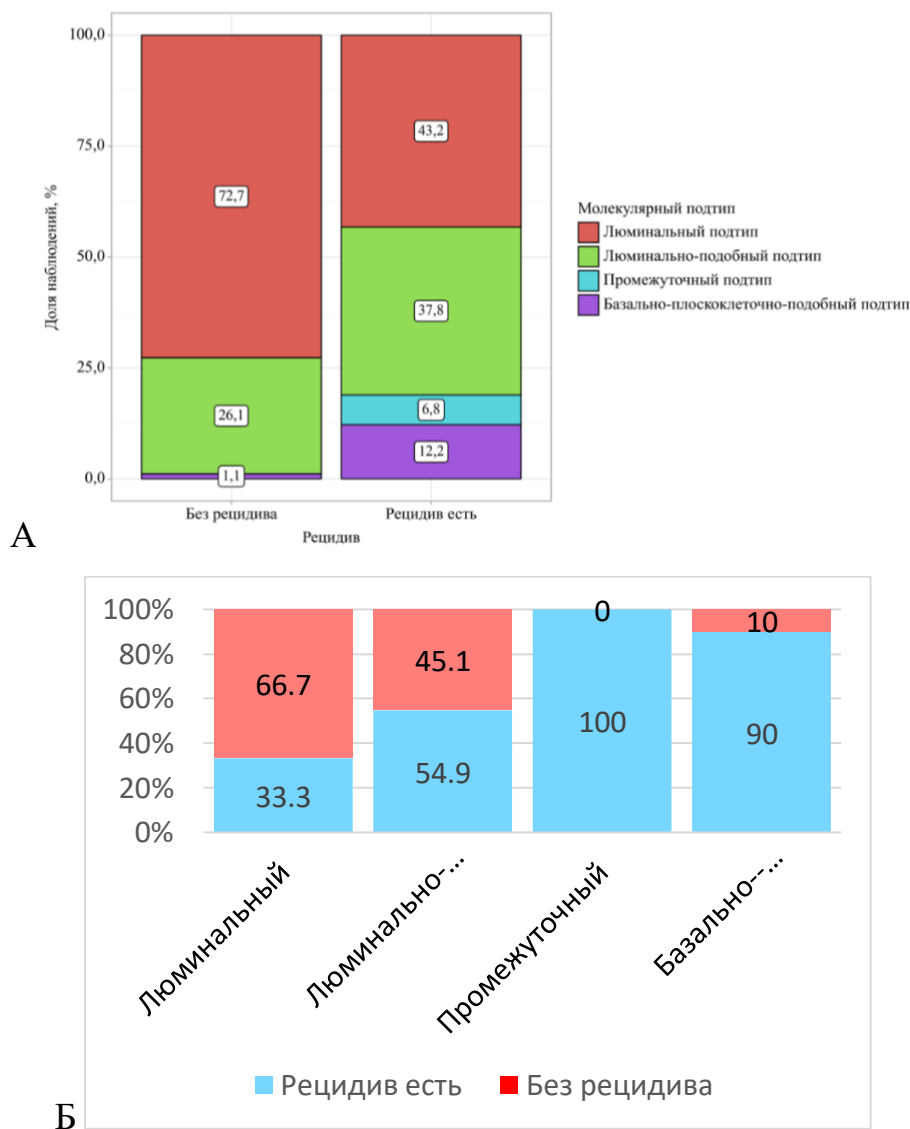 100,0
75,0
50,0
25,0
0,0
Доля наблюдений, %
72,7
26,1
1,1
43,2
37,8
6,8
12,2
Без рецидива
Рецидив есть
Рецидив
Молекулярный подтип
Люминальный подтип
Люминально-подобный подтип
Промежуточный подтип
Базально-плоскоклеточно-подобный подтип
А
100%
80%
60%
40%
20%
0%
66.7
33.3
45.1
54.9
0
100
10
90
Люминальный
Люминально-...
Промежуточный
Базально--...
Рецидив есть
Без рецидива
Б